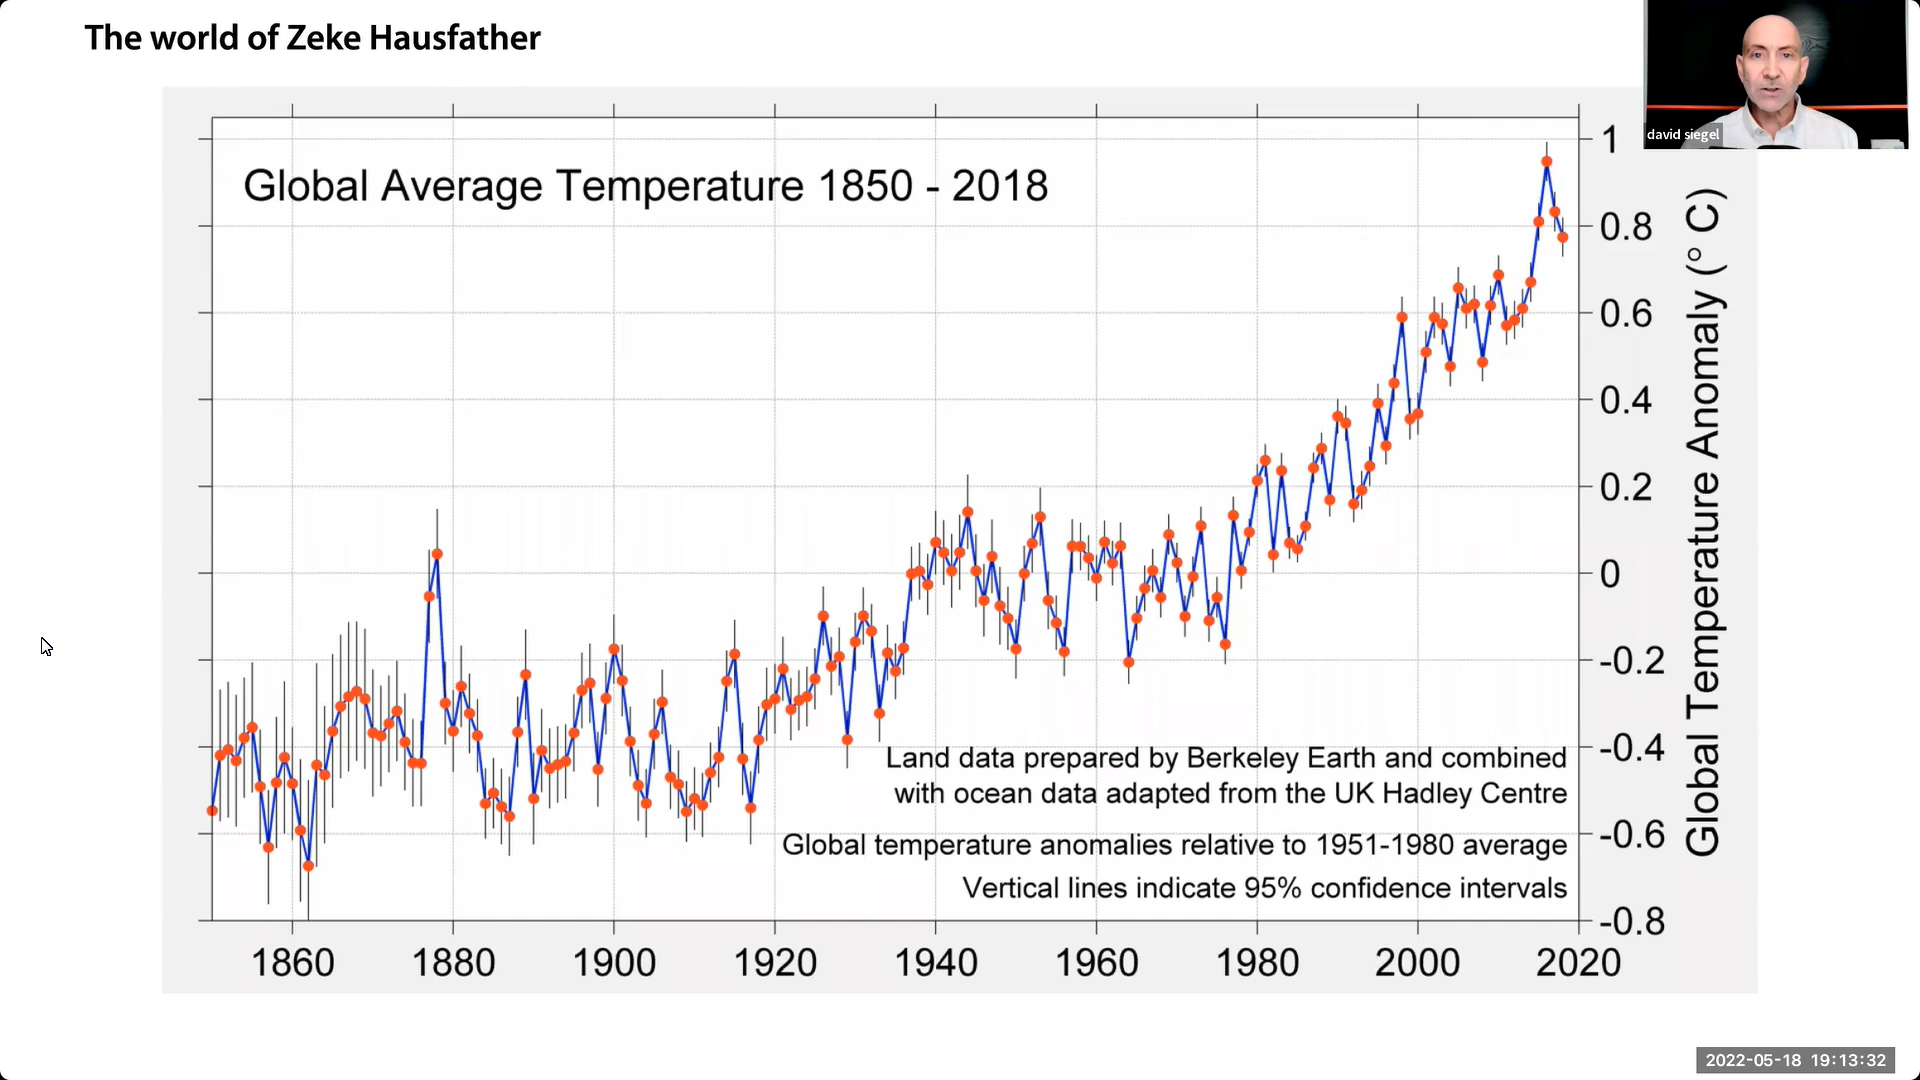 The world of Zeke Hausfather
david siegel
Global Average Temperature 1850 - 2018
1
0.8
0.6
0.4
0.2
0
-0.2
-0.4
-0.6
-0.8
Global Temperature Anomaly (° C)
Land data prepared by Berkeley Earth and combined
with ocean data adapted from the UK Hadley Centre
Global temperature anomalies relative to 1951-1980 average
Vertical lines indicate 95% confidence intervals
1860 1880 1900 1920 1940 1960 1980 2000 2020
2022-05-18 19:13:32